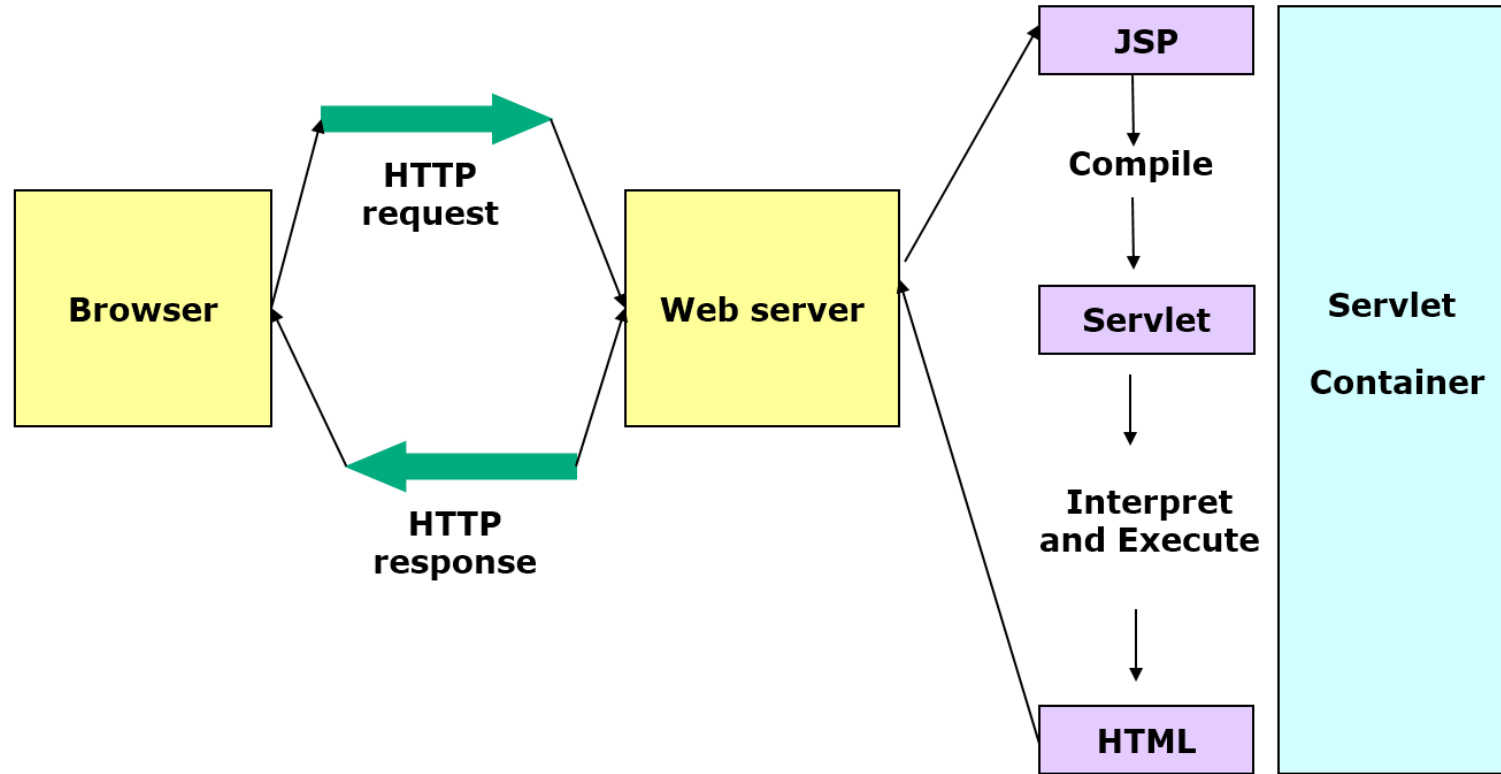 JSP
HTTP
request
Compile
Browser
Web server
Servlet
Servlet
Container
HTTP
response
Interpret
and Execute
HTML